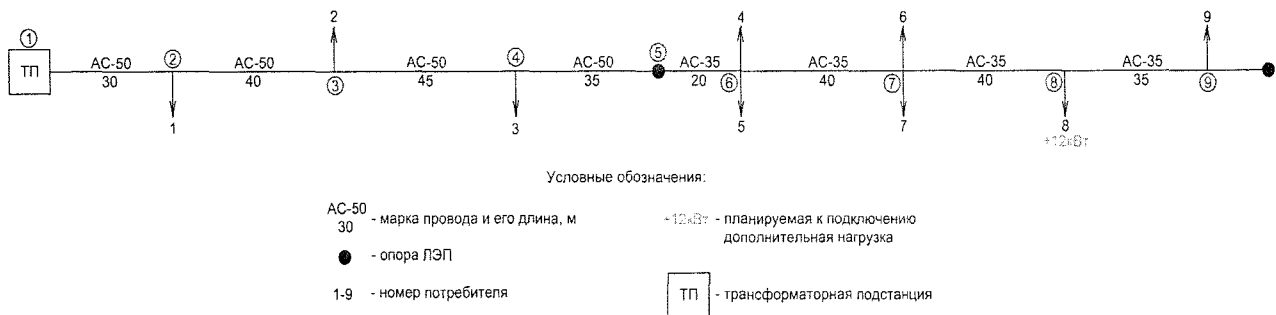 2
4
6
9
①
ТП
АС-50
30
②
АС-50
40
③
АС-50
45
④
АС-50
35
⑤
АС-35
20
⑥
АС-35
40
⑦
АС-35
40
⑧
АС-35
35
⑨
1
3
5
7
8
+12кВт
Условные обозначения:
АС-50
30
- марка провода и его длина, м
- опора ЛЭП
1-9 - номер потребителя
+12кВт - планируемая к подключению
дополнительная нагрузка
ТП - трансформаторная подстанция